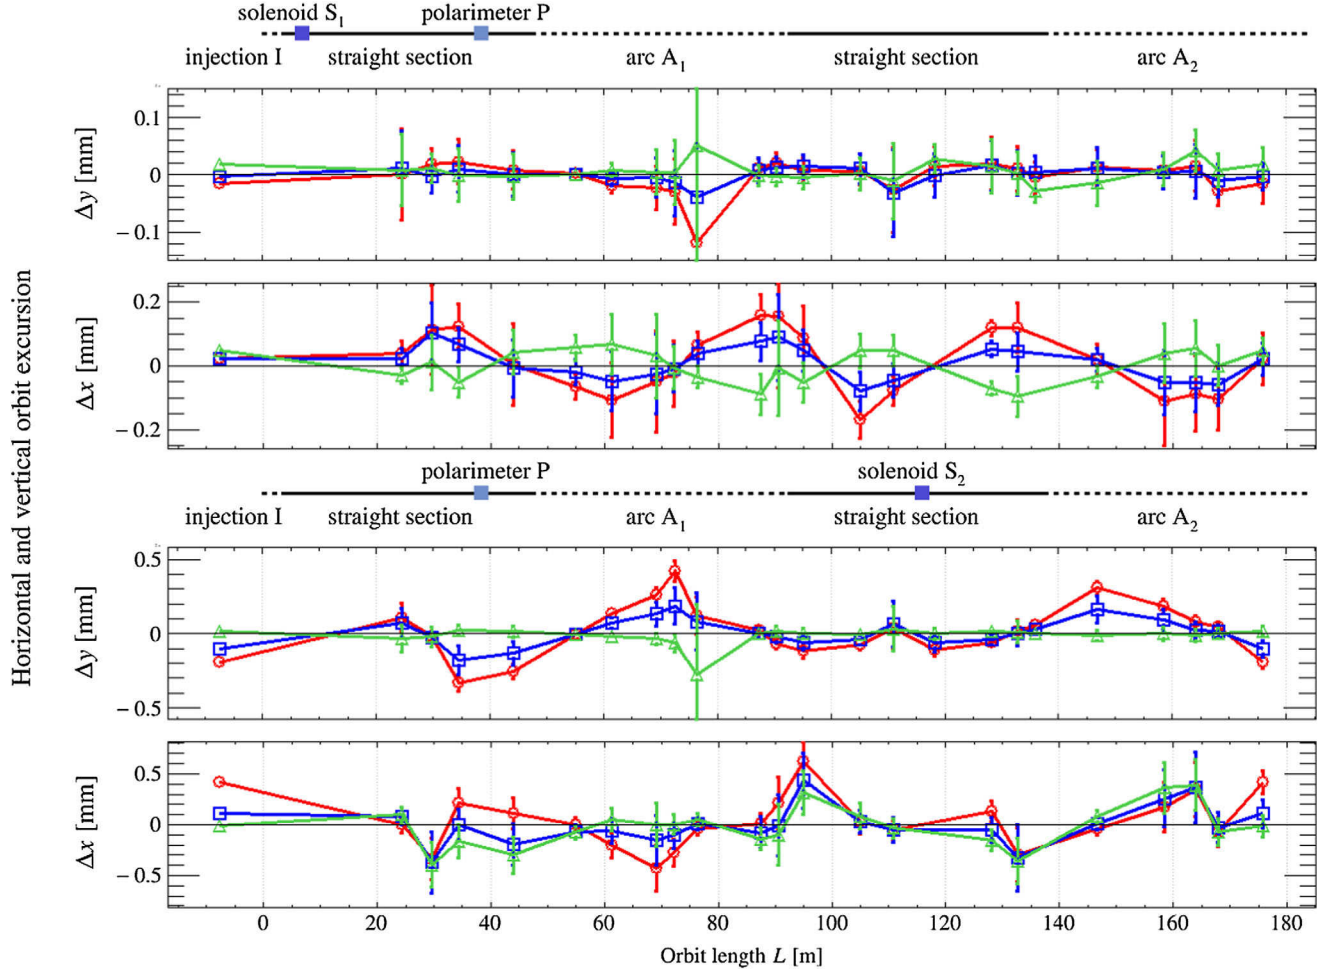 solenoid S1 polarimeter P
injection I straight section arc A1 straight section arc A2
Horizontal and vertical orbit excursion
Δy [mm]
0.1
0
−0.1
Δx [mm]
0.2
0
−0.2
polarimeter P solenoid S2
injection I straight section arc A1 straight section arc A2
Δy [mm]
0.5
0
−0.5
Δx [mm]
0.5
0
−0.5
0 20 40 60 80 100 120 140 160 180
Orbit length L [m]